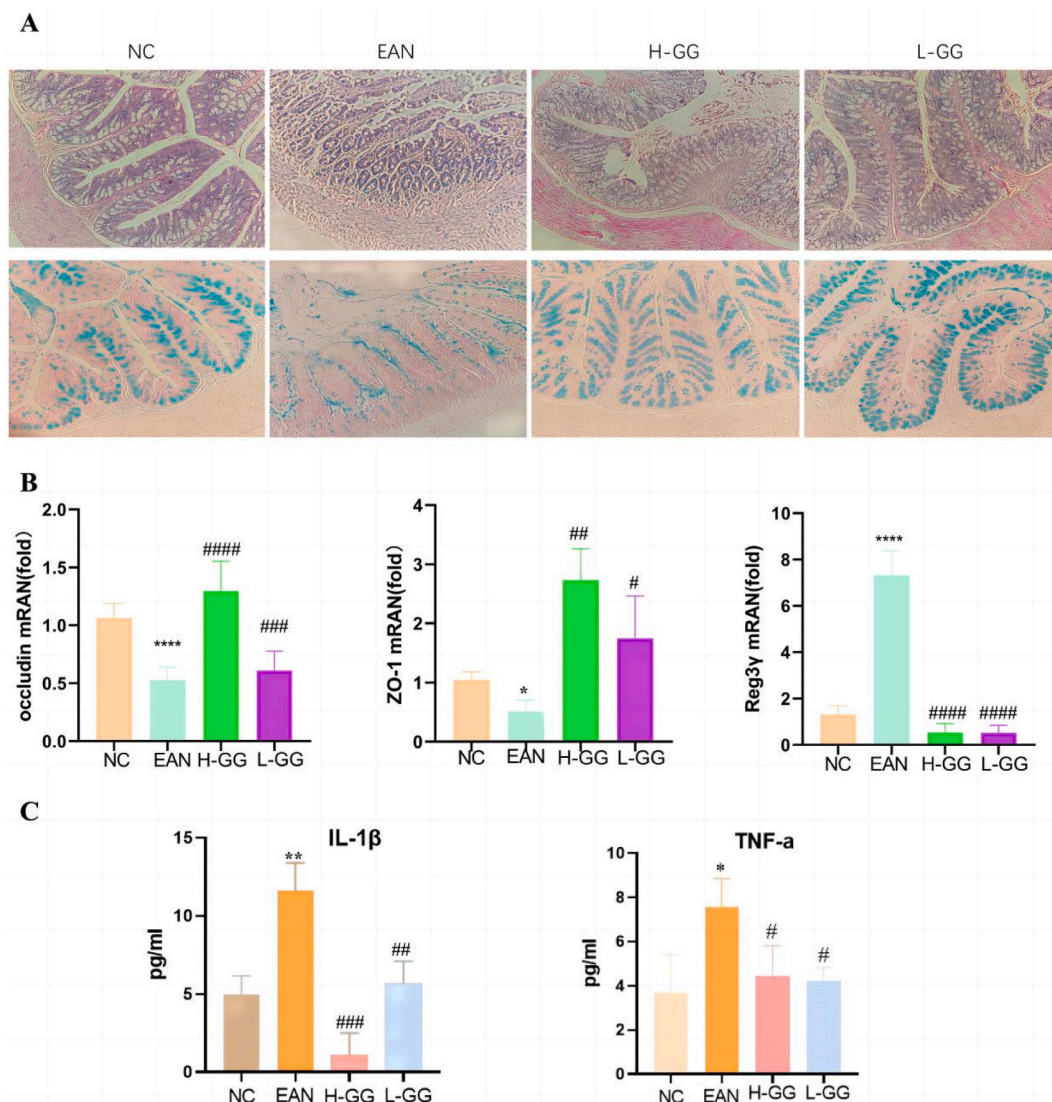 A
NC EAN H-GG L-GG
B
occludin mRAN(fold)
2.0
1.5
1.0
0.5
0.0
****
####
###
NC EAN H-GG L-GG
ZO-1 mRAN(fold)
4
3
2
1
0
*
##
#
NC EAN H-GG L-GG
Reg3γ mRAN(fold)
10
8
6
4
2
0
****
####
####
NC EAN H-GG L-GG
C
IL-1β
pg/ml
15
10
5
0
**
###
##
NC EAN H-GG L-GG
TNF-a
pg/ml
10
8
6
4
2
0
*
#
#
NC EAN H-GG L-GG